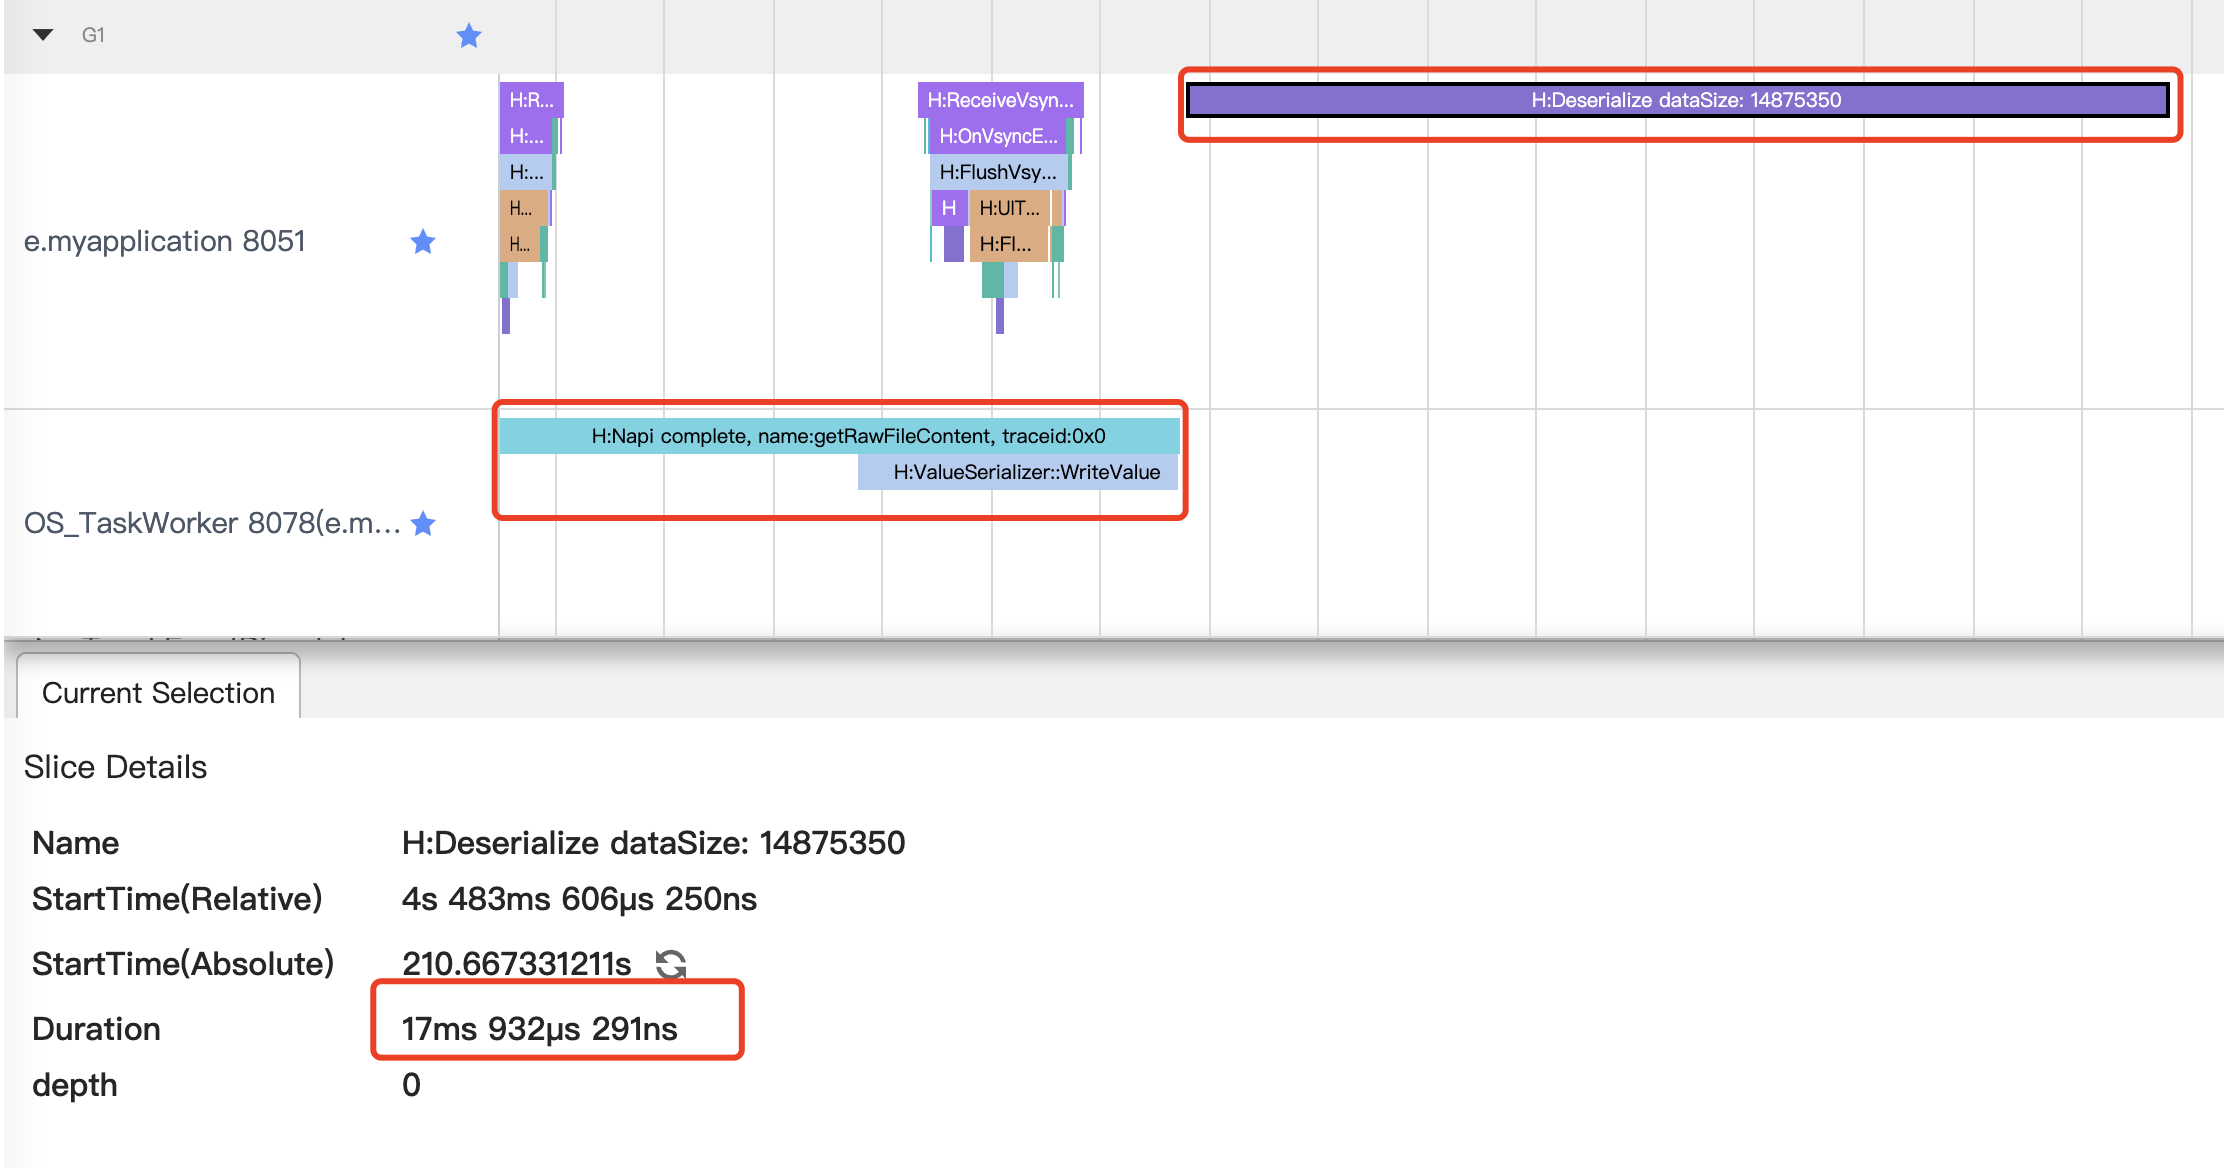 G1
H:R...
H:ReceiveVsyn...
H:Deserialize dataSize: 14875350
H:...
H:OnVsyncE...
H:...
H:FlushVsy...
H...
H
H:UIT...
e.myapplication 8051
H...
H:Fl...
H:Napi complete, name:getRawFileContent, traceid:0x0
H:ValueSerializer::WriteValue
OS_TaskWorker 8078(e.m...
Current Selection
Slice Details
Name H:Deserialize dataSize: 14875350
StartTime(Relative) 4s 483ms 606μs 250ns
StartTime(Absolute) 210.667331211s
Duration 17ms 932μs 291ns
depth 0